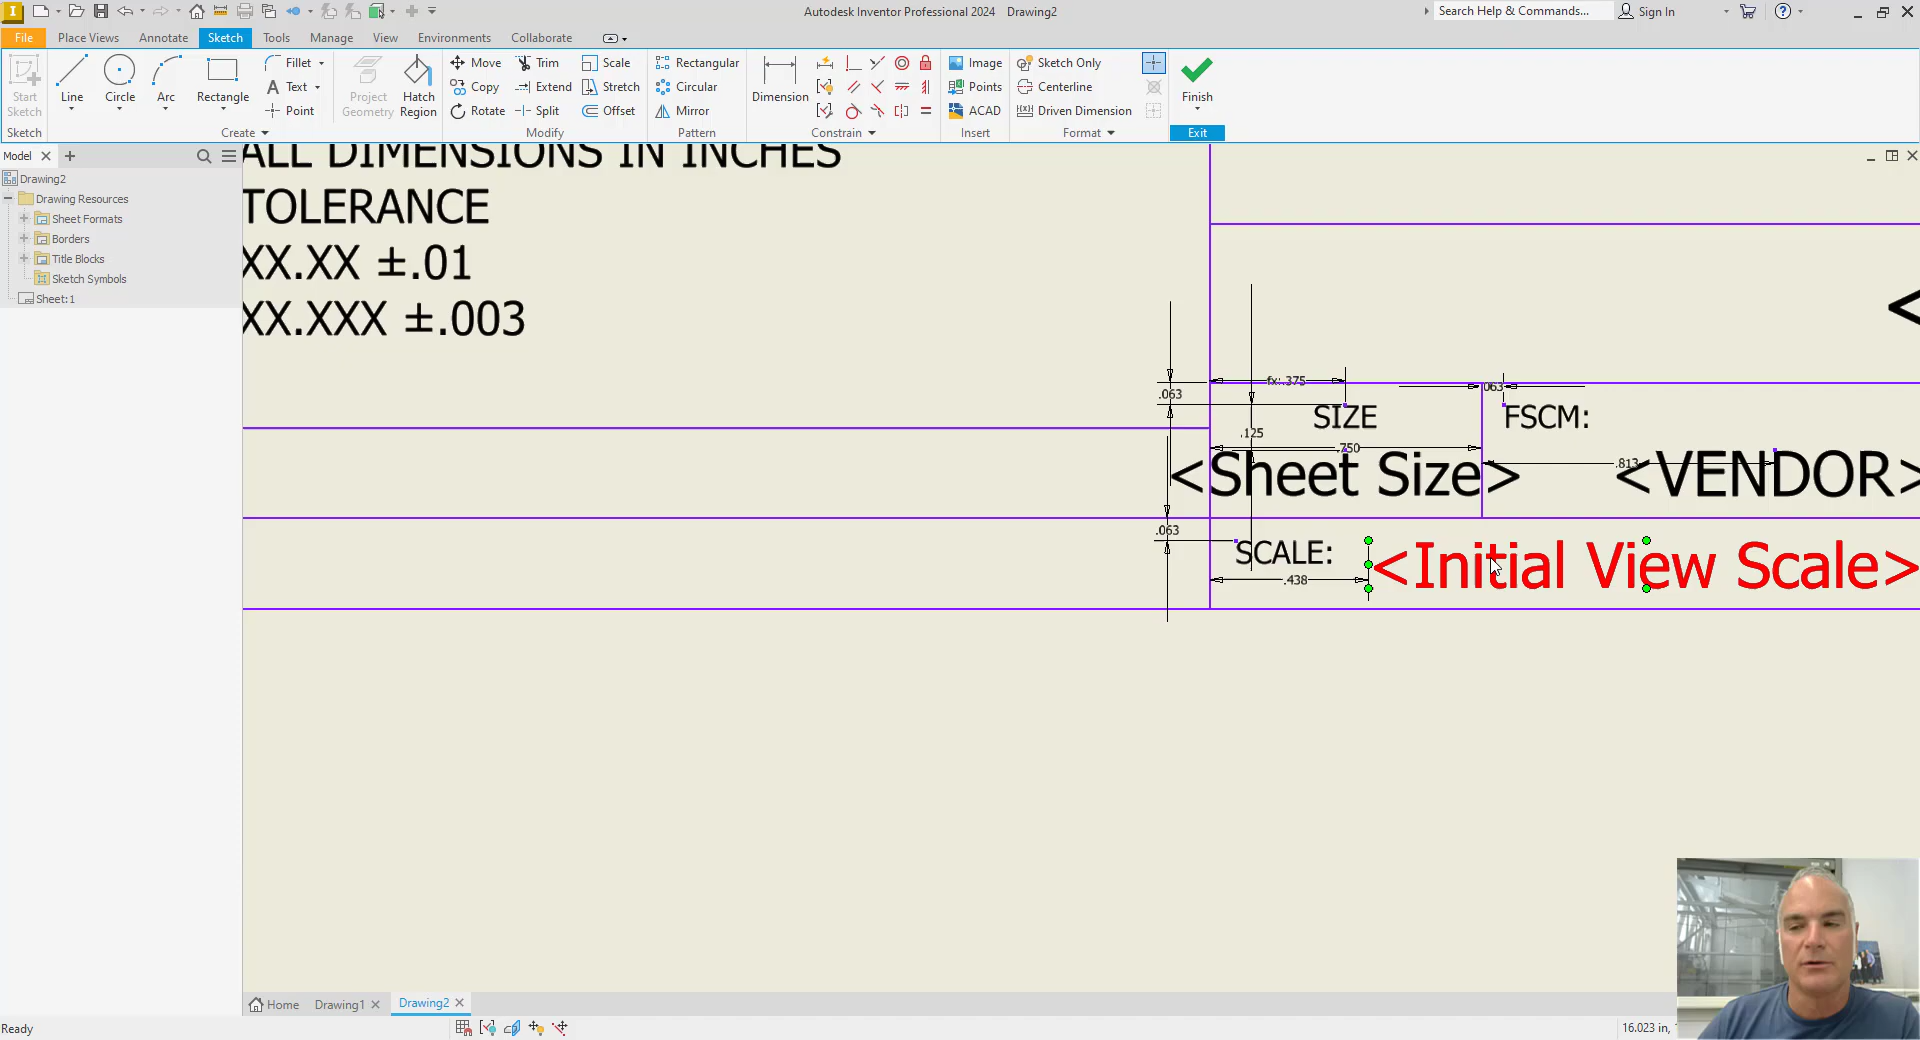 Autodesk Inventor Professional 2024 Drawing2
Search Help & Commands...
Sign In
File Place Views Annotate Sketch Tools Manage View Environments Collaborate
Start Sketch
Line
Circle
Arc
Rectangle
Fillet
Text
Point
Project Geometry
Hatch Region
Move
Copy
Rotate
Trim
Extend
Split
Scale
Stretch
Offset
Rectangular
Circular
Mirror
Dimension
Image
Points
ACAD
Sketch Only
Centerline
Driven Dimension
Finish
Sketch Create Modify Pattern Constrain Insert Format Exit
Model
Drawing2
Drawing Resources
Sheet Formats
Borders
Title Blocks
Sketch Symbols
Sheet:1
ALL DIMENSIONS IN INCHES
TOLERANCE
XX.XX ±.01
XX.XXX ±.003
<
fx:.375
.063
.063
SIZE
FSCM:
.125
.750
.813
<Sheet Size>
<VENDOR>
.063
SCALE:
<Initial View Scale>
.438
Home Drawing1 Drawing2
Ready
16.023 in,